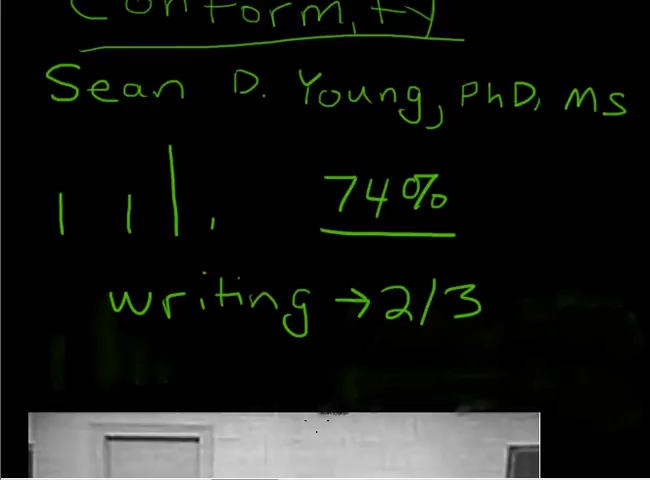 Conformity
Sean D. Young, PhD, MS
74%
writing → 2/3